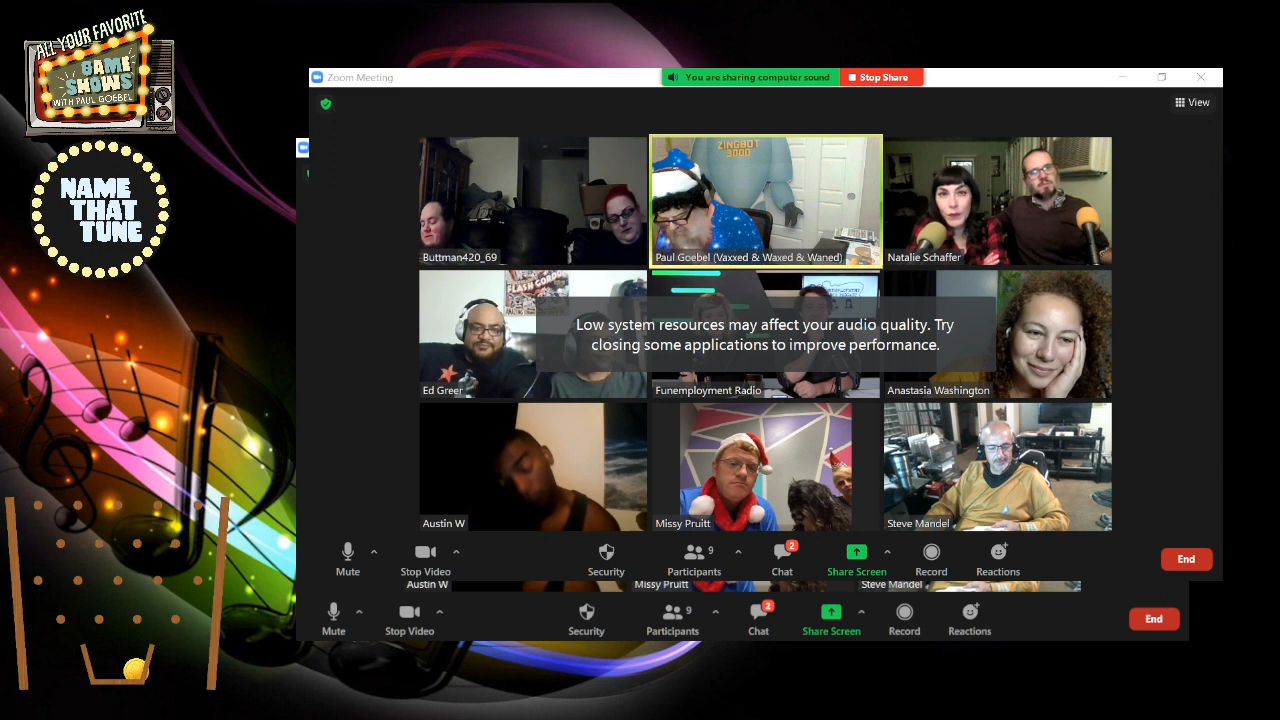 ALL YOUR FAVORITE
GAME
SHOWS
WITH PAUL GOEBEL
NAME
THAT
TUNE
Zoom Meeting
You are sharing computer sound
Stop Share
View
ZINGBOT
3000
Buttman420_69
Paul Goebel (Vaxxed & Waxed & Waned)
Natalie Schaffer
FLASH GORDON
Low system resources may affect your audio quality. Try
closing some applications to improve performance.
Ed Greer
Funemployment Radio
Anastasia Washington
Austin W
Missy Pruitt
Steve Mandel
Mute
Stop Video
Security
9
Participants
2
Chat
Share Screen
Record
Reactions
End
Austin W
Missy Pruitt
Steve Mandel
Mute
Stop Video
Security
9
Participants
2
Chat
Share Screen
Record
Reactions
End